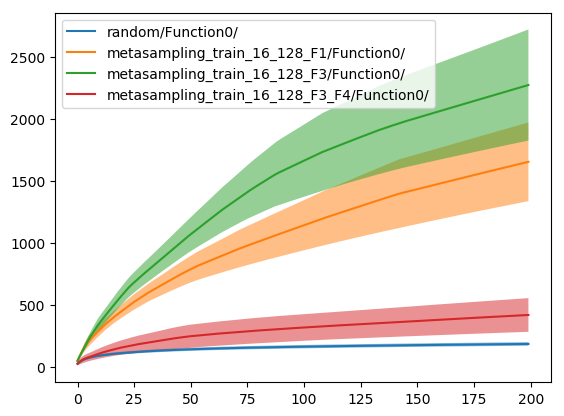 random/Function0/
metasampling_train_16_128_F1/Function0/
metasampling_train_16_128_F3/Function0/
metasampling_train_16_128_F3_F4/Function0/
2500
2000
1500
1000
500
0
0 25 50 75 100 125 150 175 200